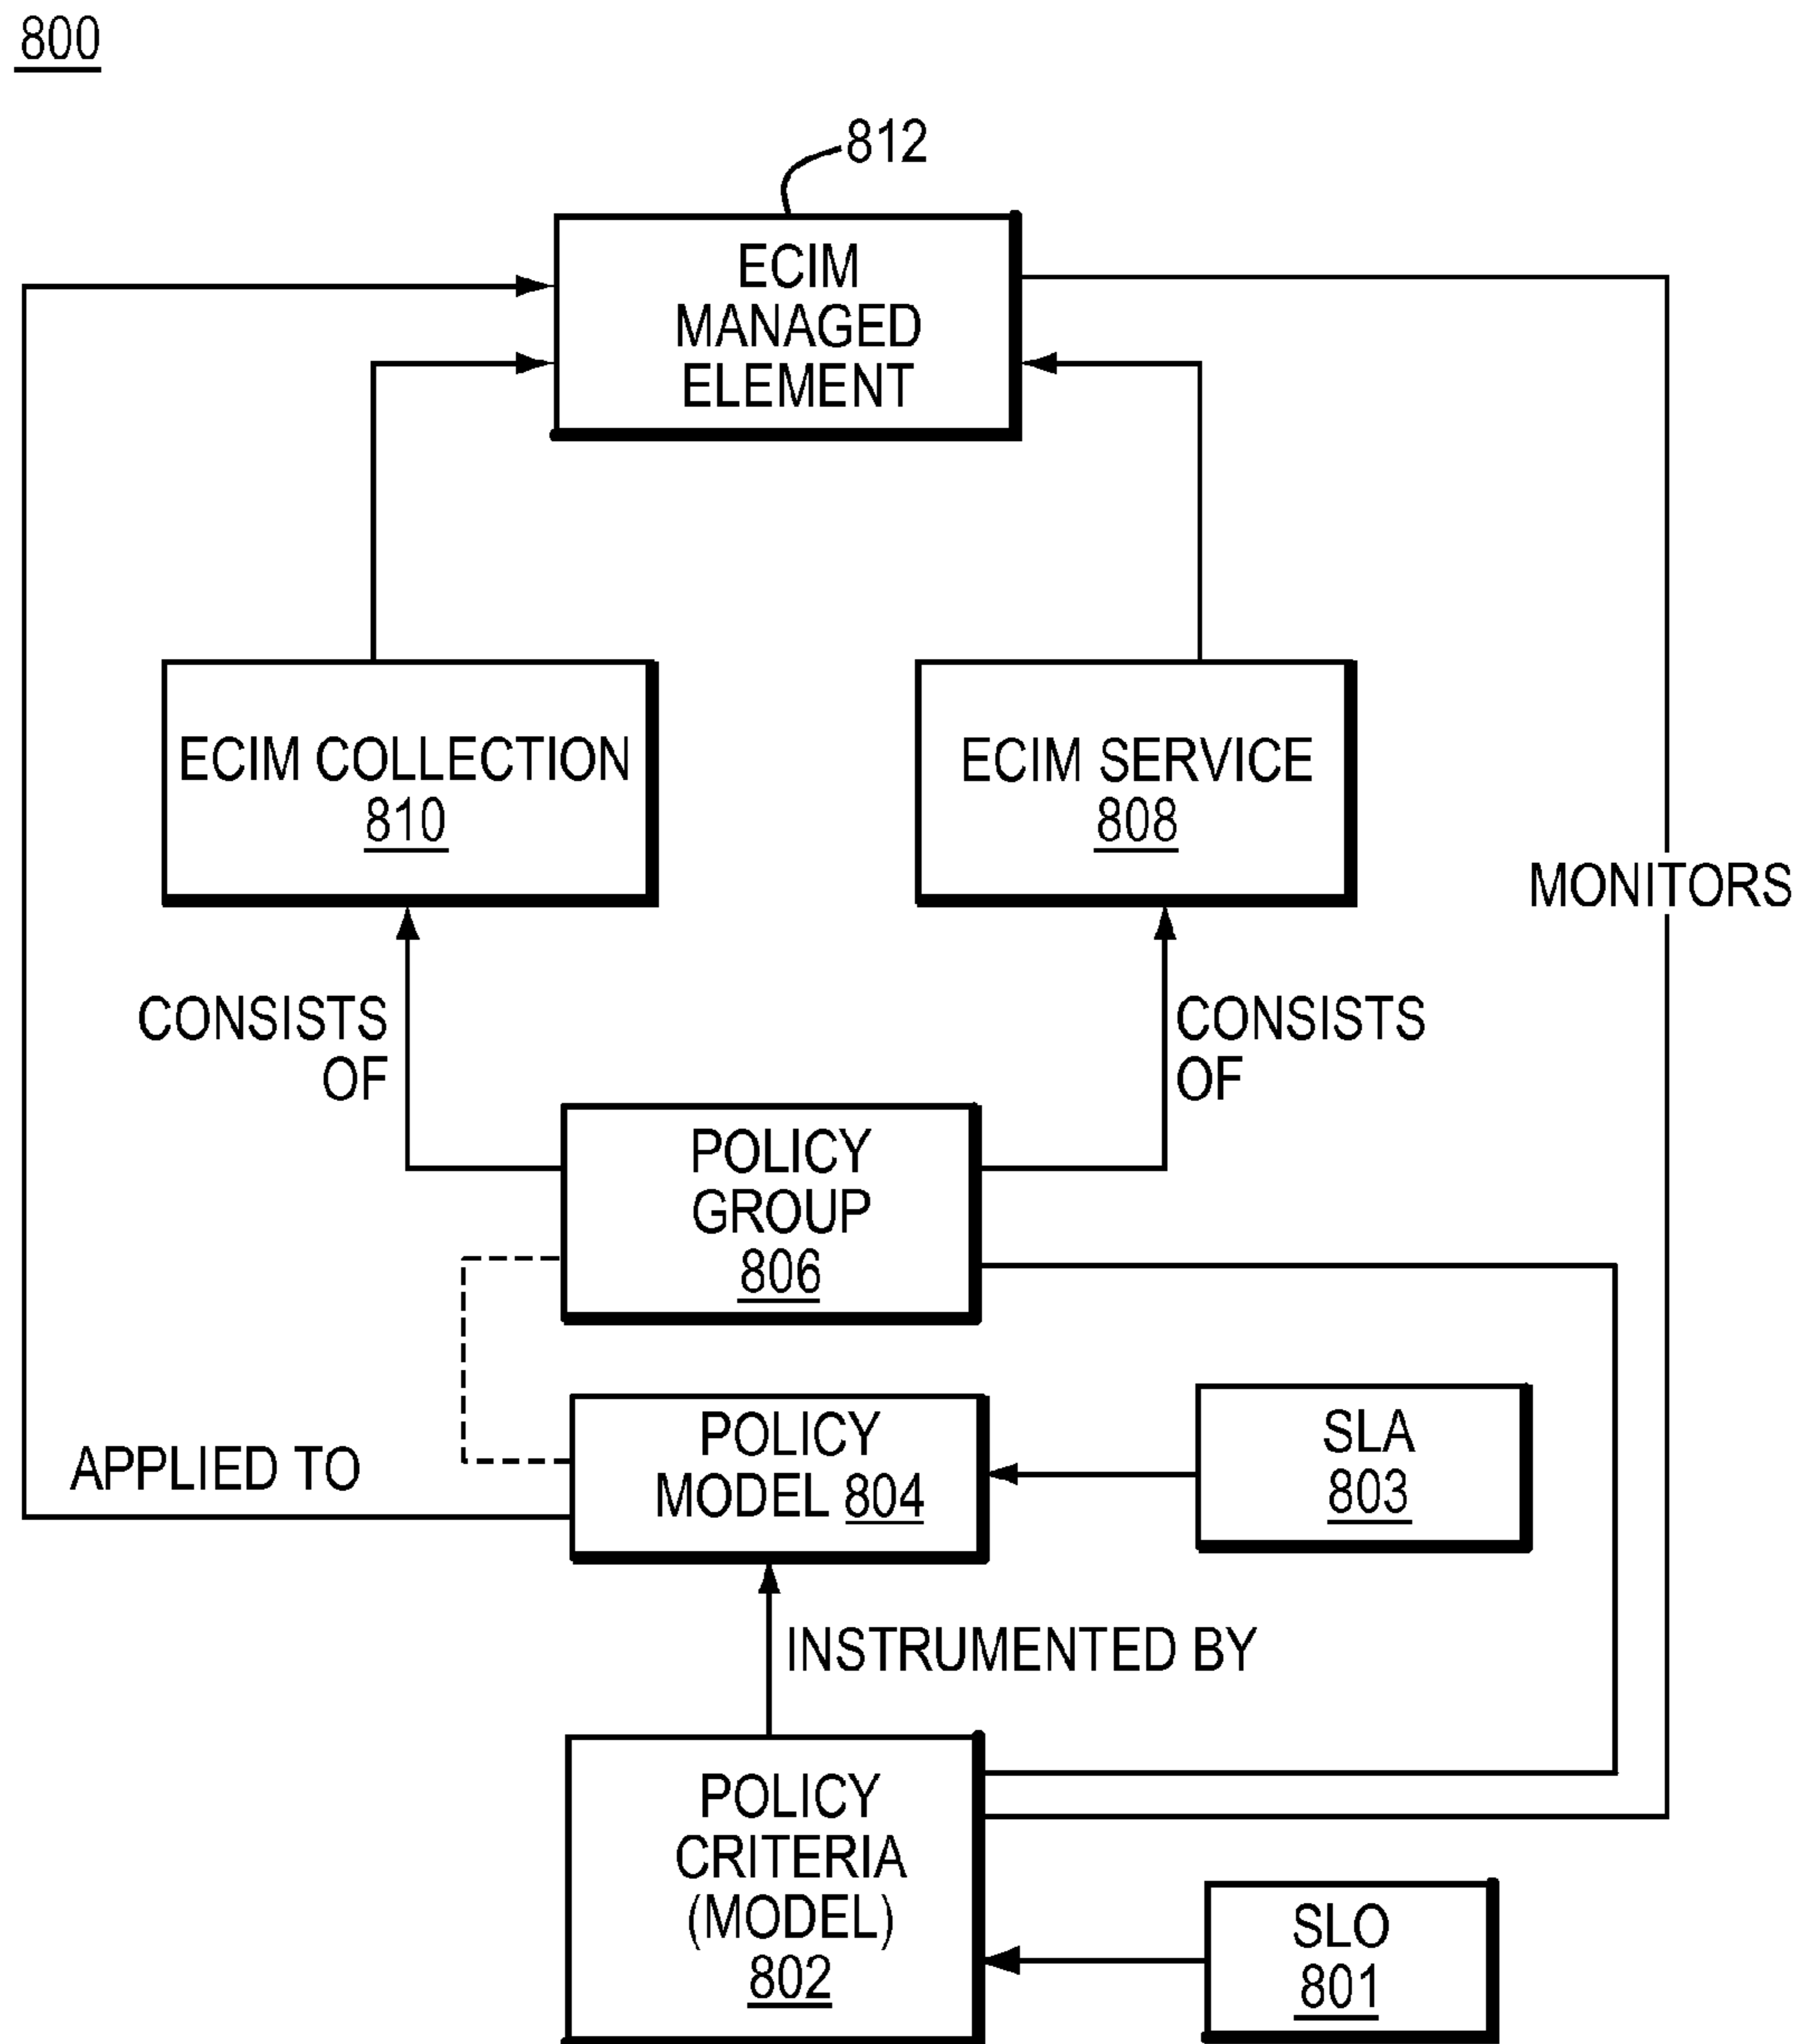 800
812
ECIM
MANAGED
ELEMENT
ECIM COLLECTION
810
ECIM SERVICE
808
MONITORS
CONSISTS
OF
CONSISTS
OF
POLICY
GROUP
806
POLICY
MODEL 804
SLA
803
APPLIED TO
INSTRUMENTED BY
POLICY
CRITERIA
(MODEL)
802
SLO
801